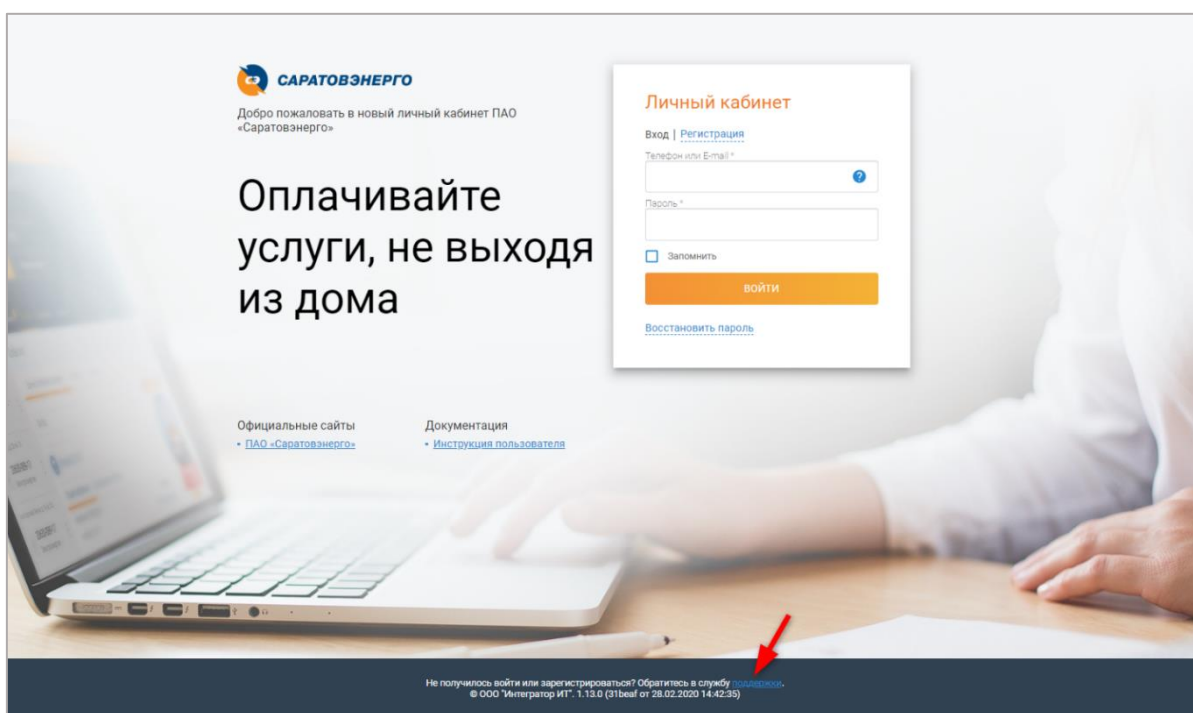 САРАТОВЭНЕРГО
Добро пожаловать в новый личный кабинет ПАО
«Саратовэнерго»
Оплачивайте
услуги, не выходя
из дома
Официальные сайты
• ПАО «Саратовэнерго»
Документация
• Инструкция пользователя
Личный кабинет
Вход | Регистрация
Телефон или E-mail *
?
Пароль *
Запомнить
ВОЙТИ
Восстановить пароль
Не получилось войти или зарегистрироваться? Обратитесь в службу поддержки.
© ООО "Интегратор ИТ". 1.13.0 (31beaf от 28.02.2020 14:42:35)